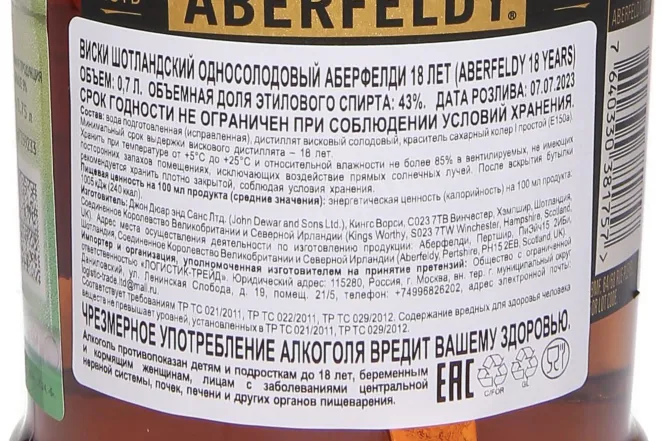 ABERFELDY®
ВИСКИ ШОТЛАНДСКИЙ ОДНОСОЛОДОВЫЙ АБЕРФЕЛДИ 18 ЛЕТ (ABERFELDY 18 YEARS)
ОБЪЕМ: 0,7 Л. ОБЪЕМНАЯ ДОЛЯ ЭТИЛОВОГО СПИРТА: 43%. ДАТА РОЗЛИВА: 07.07.2023
СРОК ГОДНОСТИ НЕ ОГРАНИЧЕН ПРИ СОБЛЮДЕНИИ УСЛОВИЙ ХРАНЕНИЯ.
Состав: вода подготовленная (исправленная), дистиллят висковый солодовый, краситель сахарный колер I простой (Е150а).
Минимальный срок выдержки вискового дистиллята – 18 лет.
Хранить при температуре от +5°С до +25°С и относительной влажности не более 85% в вентилируемых, не имеющих
посторонних запахов помещениях, исключающих воздействие прямых солнечных лучей. После вскрытия бутылки
рекомендуется хранить плотно закрытой, соблюдая условия хранения.
Пищевая ценность на 100 мл продукта (средние значения): энергетическая ценность (калорийность) на 100 мл продукта:
1005 кДж (240 ккал).
Изготовитель: Джон Дюар энд Санс Лтд. (John Dewar and Sons Ltd.), Кингс Ворси, СО23 7ТВ Винчестер, Хэмпшир, Шотландия,
Соединенное Королевство Великобритании и Северной Ирландии (Kings Worthy, SO23 7TW Winchester, Hampshire, Scotland,
UK). Адрес места осуществления деятельности по изготовлению продукции: Аберфелди, Пертшир, ПиЭйч15 2ИБи,
Шотландия, Соединенное Королевство Великобритании и Северной Ирландии (Aberfeldy, Pertshire, PH15 2EB, Scotland, UK).
Импортер и организация, уполномоченная изготовителем на принятие претензий: Общество с ограниченной
ответственностью «ЛОГИСТИК-ТРЕЙД». Юридический адрес: 115280, Россия, г. Москва, вн. тер. г. муниципальный округ
Даниловский, ул. Ленинская Слобода, д. 19, помещ. 21/5, телефон: +74996826202, адрес электронной почты:
logistic-trade.ltd@mail.ru.
Соответствует требованиям ТР ТС 021/2011, ТР ТС 022/2011, ТР ТС 029/2012. Содержание вредных для здоровья человека
веществ не превышает уровней, установленных в ТР ТС 021/2011, ТР ТС 029/2012.
ЧРЕЗМЕРНОЕ УПОТРЕБЛЕНИЕ АЛКОГОЛЯ ВРЕДИТ ВАШЕМУ ЗДОРОВЬЮ.
Алкоголь противопоказан детям и подросткам до 18 лет, беременным
и кормящим женщинам, лицам с заболеваниями центральной
нервной системы, почек, печени и других органов пищеварения.
EAC
C/FOR
GL
ABERFELDY
7 640330 381757